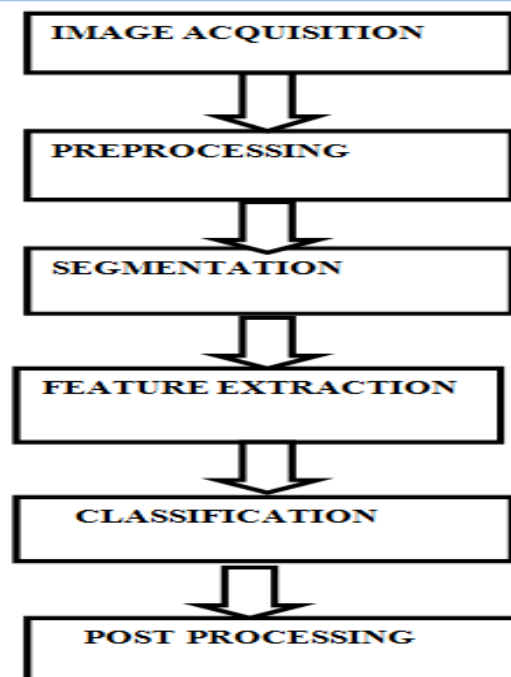 IMAGE ACQUISITION
PREPROCESSING
SEGMENTATION
FEATURE EXTRACTION
CLASSIFICATION
POST PROCESSING